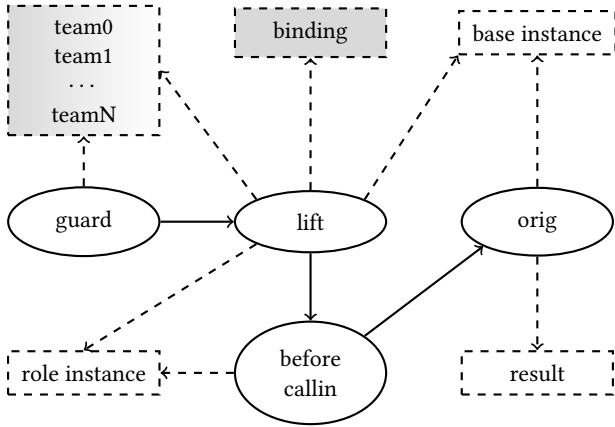 team0
team1
...
teamN
binding
base instance
guard
lift
orig
role instance
before
callin
result